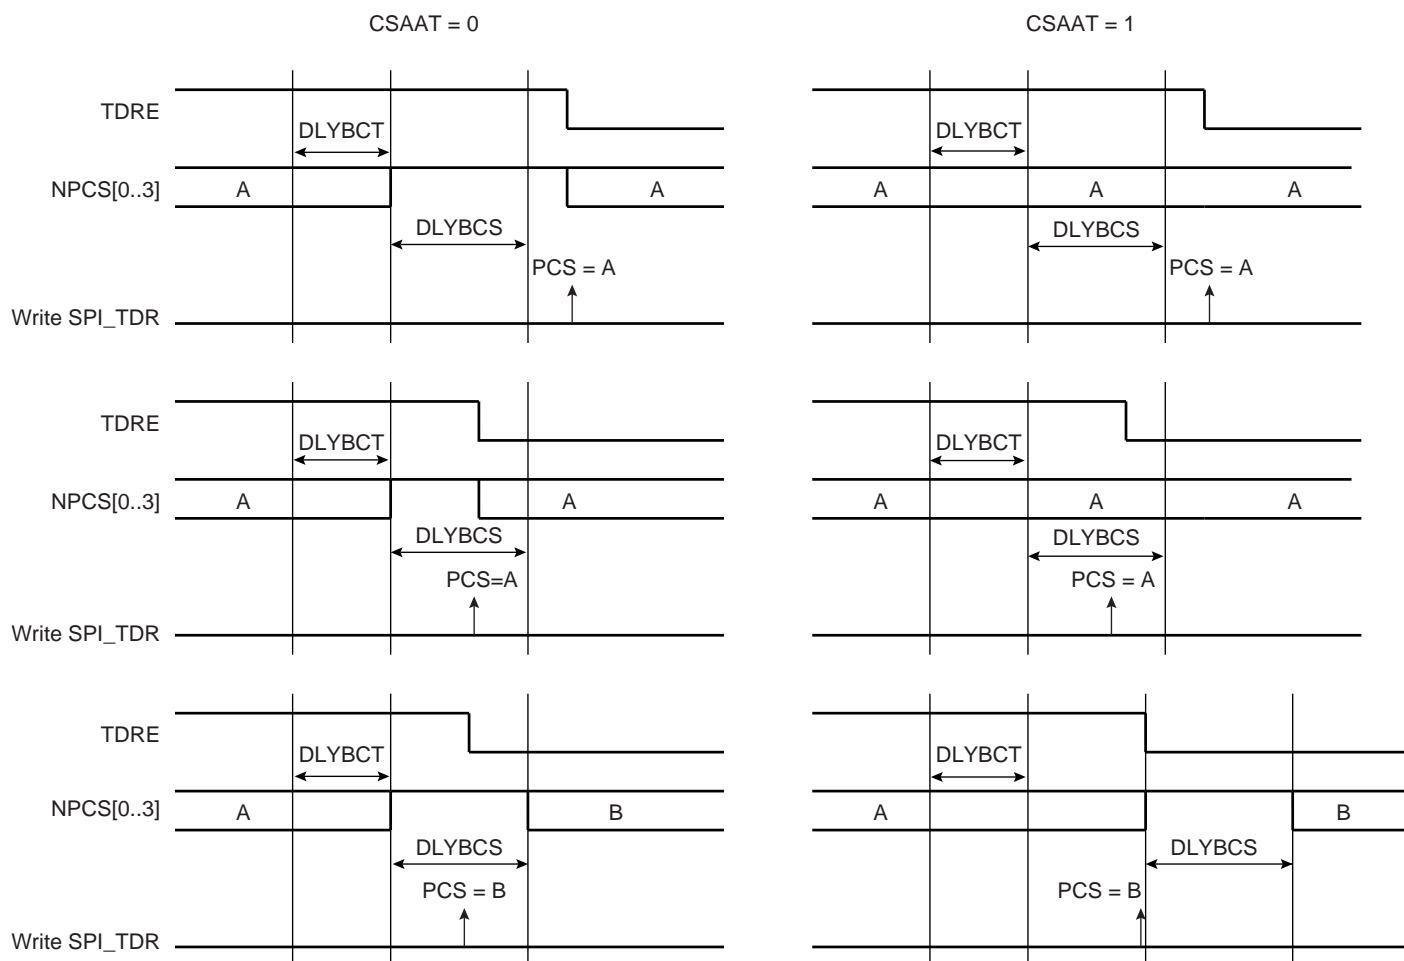 CSAAT = 0 CSAAT = 1
TDRE
DLYBCT DLYBCT
NPCS[0..3] A A A A A
DLYBCS DLYBCS
PCS = A PCS = A
Write SPI_TDR
TDRE
DLYBCT DLYBCT
NPCS[0..3] A A A A A
DLYBCS DLYBCS
PCS=A PCS = A
Write SPI_TDR
TDRE
DLYBCT DLYBCT
NPCS[0..3] A B A B
DLYBCS DLYBCS
PCS = B PCS = B
Write SPI_TDR